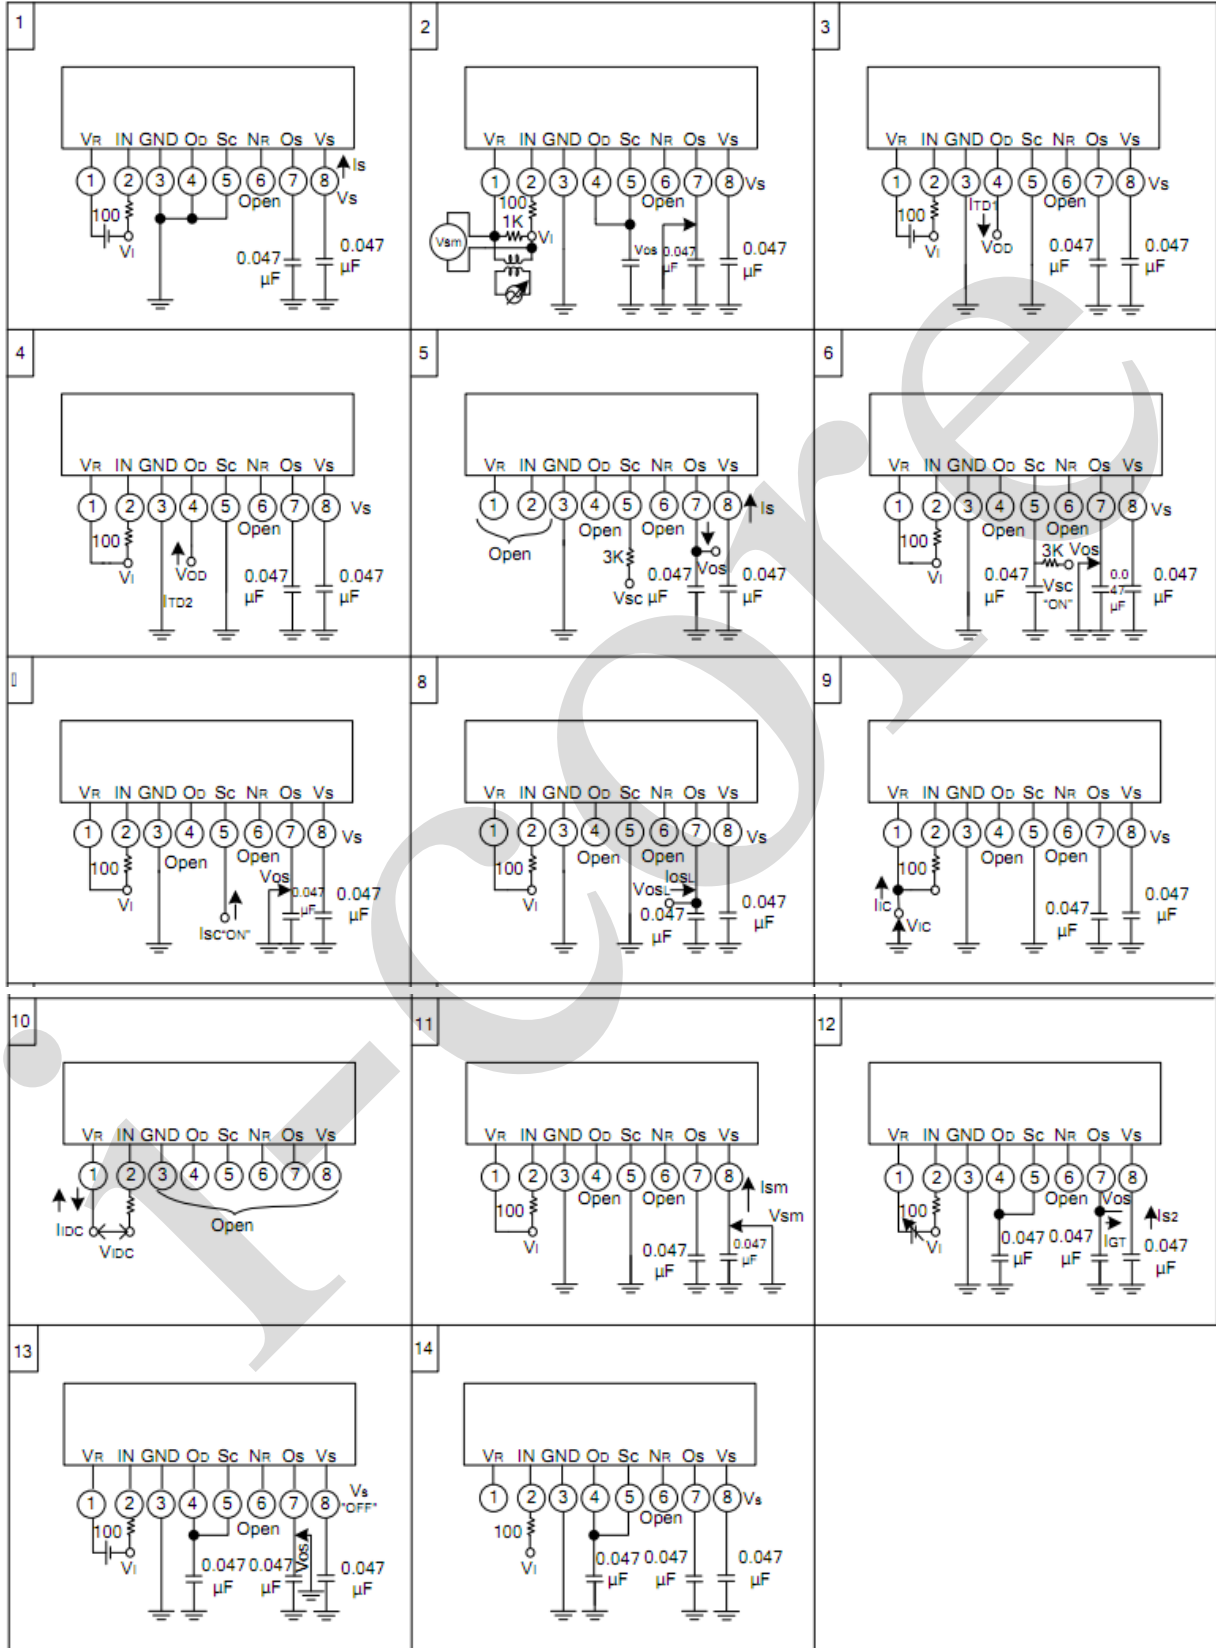 1
VR IN GND OD SC NR OS VS
1 2 3 4 5 6 7 8
IS
Open
VS
100
VI
0.047 µF
0.047 µF
2
VR IN GND OD SC NR OS VS
1 2 3 4 5 6 7 8 VS
100
Open
1K
Vsm
VI
VOS
0.047 µF
0.047 µF
3
VR IN GND OD SC NR OS VS
1 2 3 4 5 6 7 8 VS
ITD1
Open
100
VI
VOD
0.047 µF
0.047 µF
4
VR IN GND OD SC NR OS VS
1 2 3 4 5 6 7 8 VS
Open
100
VI
VOD
ITD2
0.047 µF
0.047 µF
5
VR IN GND OD SC NR OS VS
1 2 3 4 5 6 7 8 IS
Open
Open
Open
3K
VOS
VSC
0.047 µF
0.047 µF
6
VR IN GND OD SC NR OS VS
1 2 3 4 5 6 7 8 VS
Open
Open
100
VI
3K
VOS
VSC
"ON"
0.047 µF
0.047 µF
0.047 µF
VR IN GND OD SC NR OS VS
1 2 3 4 5 6 7 8 VS
Open
Open
100
VI
VOS
ISC"ON"
0.047 µF
0.047 µF
8
VR IN GND OD SC NR OS VS
1 2 3 4 5 6 7 8 VS
Open
Open
100
VI
IOSL
VOSL
0.047 µF
0.047 µF
9
VR IN GND OD SC NR OS VS
1 2 3 4 5 6 7 8 VS
Open
Open
100
IIC
VIC
0.047 µF
0.047 µF
10
VR IN GND OD SC NR OS VS
1 2 3 4 5 6 7 8
IIDC
VIDC
Open
11
VR IN GND OD SC NR OS VS
1 2 3 4 5 6 7 8
Ism
Open
Open
100
VI
Vsm
0.047 µF
0.047 µF
12
VR IN GND OD SC NR OS VS
1 2 3 4 5 6 7 8
Open
VOS
100
VI
IS2
IGT
0.047 µF
0.047 µF
0.047 µF
13
VR IN GND OD SC NR OS VS
1 2 3 4 5 6 7 8
VS
"OFF"
Open
100
VI
VOS
0.047 µF
0.047 µF
0.047 µF
14
VR IN GND OD SC NR OS VS
1 2 3 4 5 6 7 8 VS
Open
100
VI
0.047 µF
0.047 µF
0.047 µF
i-core